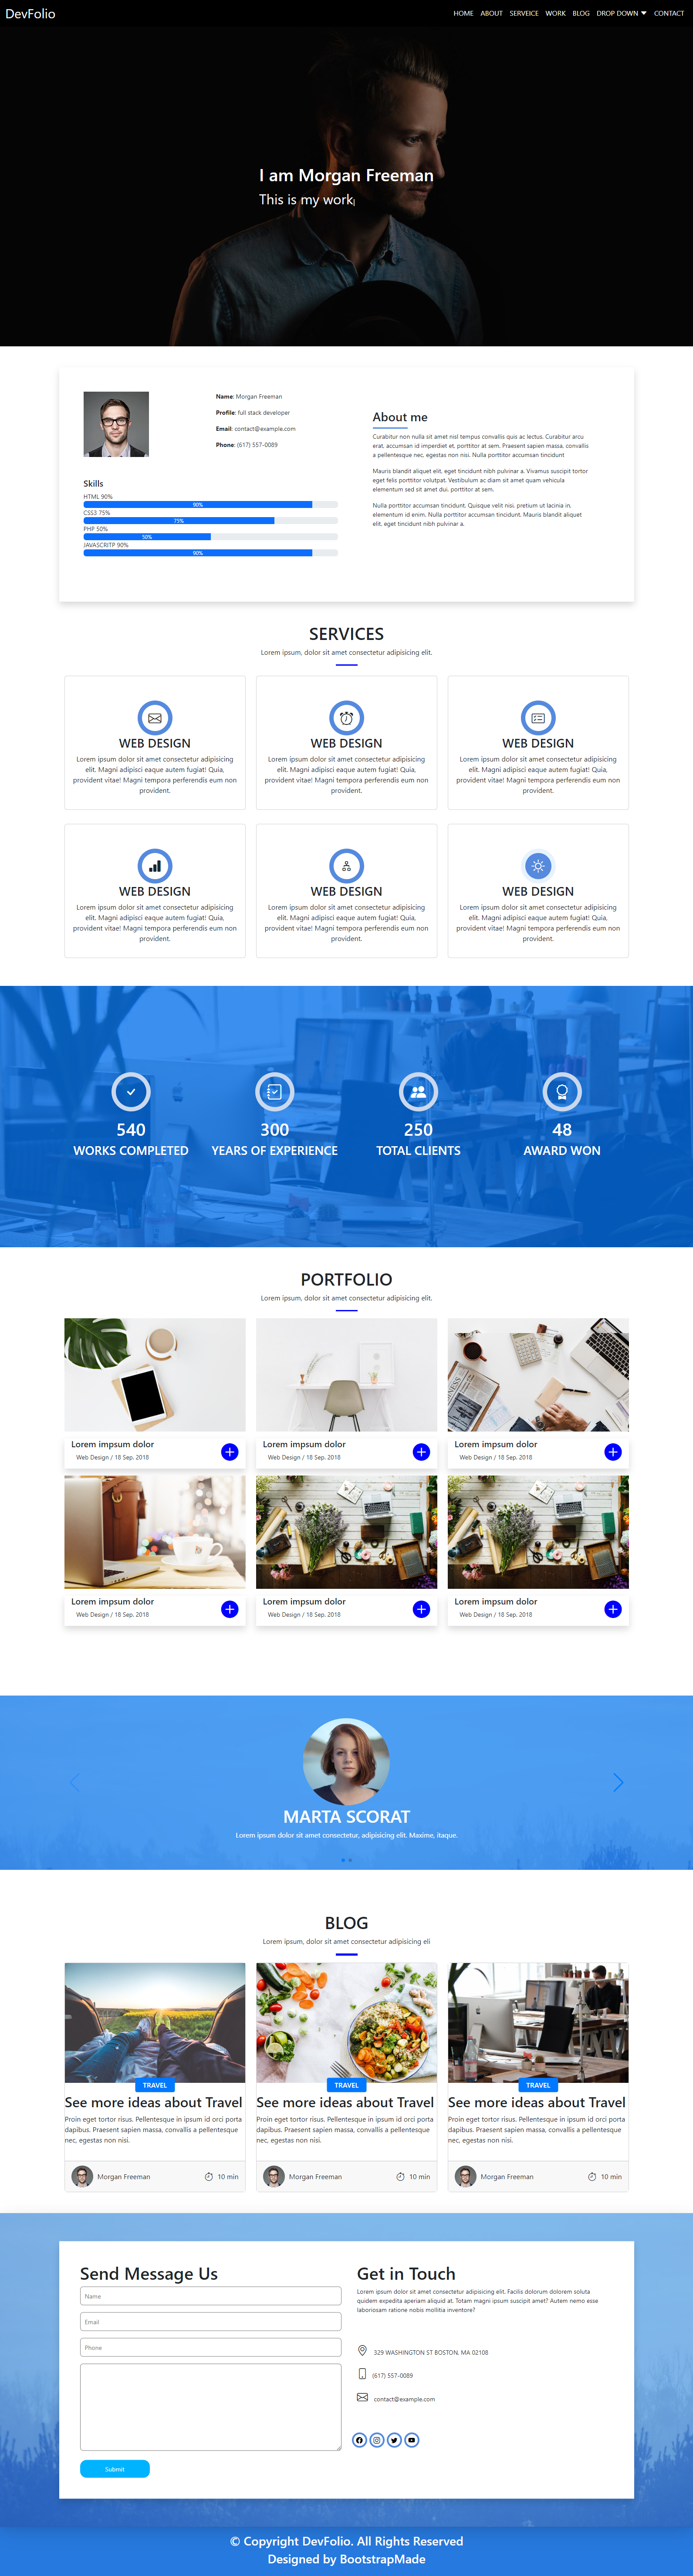 DevFolio
HOME ABOUT SERVEICE WORK BLOG DROP DOWN CONTACT
I am Morgan Freeman
This is my work
Name: Morgan Freeman
Profile: full stack developer
Email: contact@example.com
Phone: (617) 557-0089
Skills
HTML 90%
90%
CSS3 75%
75%
PHP 50%
50%
JAVASCRITP 90%
90%
About me
Curabitur non nulla sit amet nisl tempus convallis quis ac lectus. Curabitur arcu
erat, accumsan id imperdiet et, porttitor at sem. Praesent sapien massa, convallis
a pellentesque nec, egestas non nisi. Nulla porttitor accumsan tincidunt
Mauris blandit aliquet elit, eget tincidunt nibh pulvinar a. Vivamus suscipit tortor
eget felis porttitor volutpat. Vestibulum ac diam sit amet quam vehicula
elementum sed sit amet dui. porttitor at sem.
Nulla porttitor accumsan tincidunt. Quisque velit nisi, pretium ut lacinia in,
elementum id enim. Nulla porttitor accumsan tincidunt. Mauris blandit aliquet
elit, eget tincidunt nibh pulvinar a.
SERVICES
Lorem ipsum, dolor sit amet consectetur adipisicing elit.
WEB DESIGN
Lorem ipsum dolor sit amet consectetur adipisicing
elit. Magni adipisci eaque autem fugiat! Quia,
provident vitae! Magni tempora perferendis eum non
provident.
WEB DESIGN
Lorem ipsum dolor sit amet consectetur adipisicing
elit. Magni adipisci eaque autem fugiat! Quia,
provident vitae! Magni tempora perferendis eum non
provident.
WEB DESIGN
Lorem ipsum dolor sit amet consectetur adipisicing
elit. Magni adipisci eaque autem fugiat! Quia,
provident vitae! Magni tempora perferendis eum non
provident.
WEB DESIGN
Lorem ipsum dolor sit amet consectetur adipisicing
elit. Magni adipisci eaque autem fugiat! Quia,
provident vitae! Magni tempora perferendis eum non
provident.
WEB DESIGN
Lorem ipsum dolor sit amet consectetur adipisicing
elit. Magni adipisci eaque autem fugiat! Quia,
provident vitae! Magni tempora perferendis eum non
provident.
WEB DESIGN
Lorem ipsum dolor sit amet consectetur adipisicing
elit. Magni adipisci eaque autem fugiat! Quia,
provident vitae! Magni tempora perferendis eum non
provident.
540
WORKS COMPLETED
300
YEARS OF EXPERIENCE
250
TOTAL CLIENTS
48
AWARD WON
PORTFOLIO
Lorem ipsum, dolor sit amet consectetur adipisicing elit.
Lorem impsum dolor
Web Design / 18 Sep. 2018
Lorem impsum dolor
Web Design / 18 Sep. 2018
Lorem impsum dolor
Web Design / 18 Sep. 2018
Lorem impsum dolor
Web Design / 18 Sep. 2018
Lorem impsum dolor
Web Design / 18 Sep. 2018
Lorem impsum dolor
Web Design / 18 Sep. 2018
MARTA SCORAT
Lorem ipsum dolor sit amet consectetur, adipisicing elit. Maxime, itaque.
BLOG
Lorem ipsum, dolor sit amet consectetur adipisicing eli
TRAVEL
See more ideas about Travel
Proin eget tortor risus. Pellentesque in ipsum id orci porta
dapibus. Praesent sapien massa, convallis a pellentesque
nec, egestas non nisi.
Morgan Freeman 10 min
TRAVEL
See more ideas about Travel
Proin eget tortor risus. Pellentesque in ipsum id orci porta
dapibus. Praesent sapien massa, convallis a pellentesque
nec, egestas non nisi.
Morgan Freeman 10 min
TRAVEL
See more ideas about Travel
Proin eget tortor risus. Pellentesque in ipsum id orci porta
dapibus. Praesent sapien massa, convallis a pellentesque
nec, egestas non nisi.
Morgan Freeman 10 min
Send Message Us
Name
Email
Phone
Submit
Get in Touch
Lorem ipsum dolor sit amet consectetur adipisicing elit. Facilis dolorum dolorem soluta
quidem expedita aperiam aliquid at. Totam magni ipsum suscipit amet? Autem nemo esse
laboriosam ratione nobis mollitia inventore?
329 WASHINGTON ST BOSTON, MA 02108
(617) 557-0089
contact@example.com
© Copyright DevFolio. All Rights Reserved
Designed by BootstrapMade